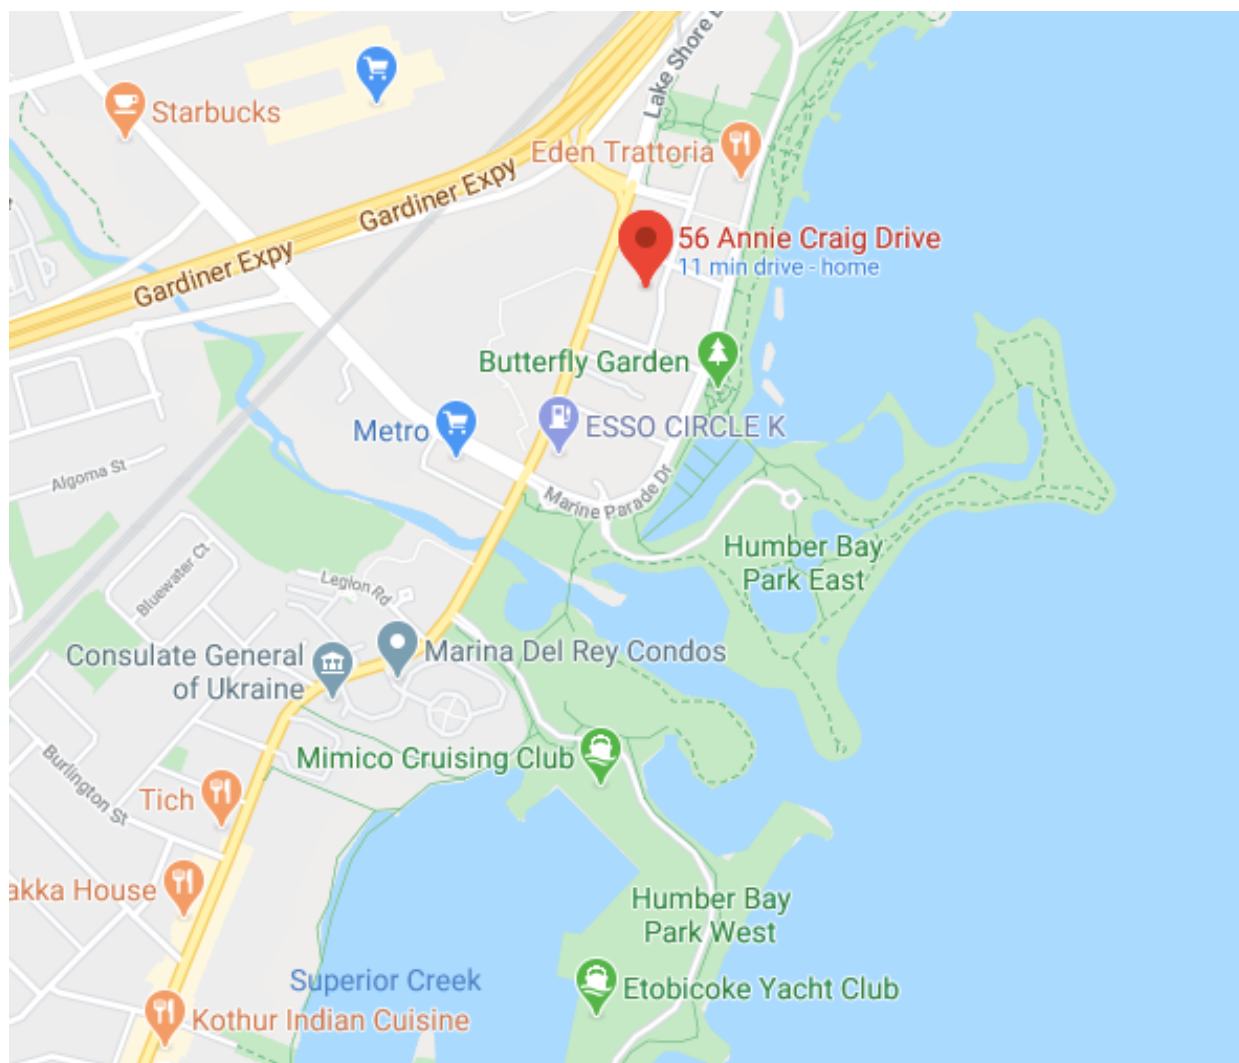 Lake Shore
Starbucks
Eden Trattoria
Gardiner Expy
Gardiner Expy
56 Annie Craig Drive
11 min drive - home
Butterfly Garden
Metro
ESSO CIRCLE K
Algoma St
Marine Parade Dr
Humber Bay
Park East
Bluewater Ct
Legion Rd
Consulate General
of Ukraine
Marina Del Rey Condos
Mimico Cruising Club
Burlington St
Tich
akka House
Humber Bay
Park West
Superior Creek
Etobicoke Yacht Club
Kothur Indian Cuisine